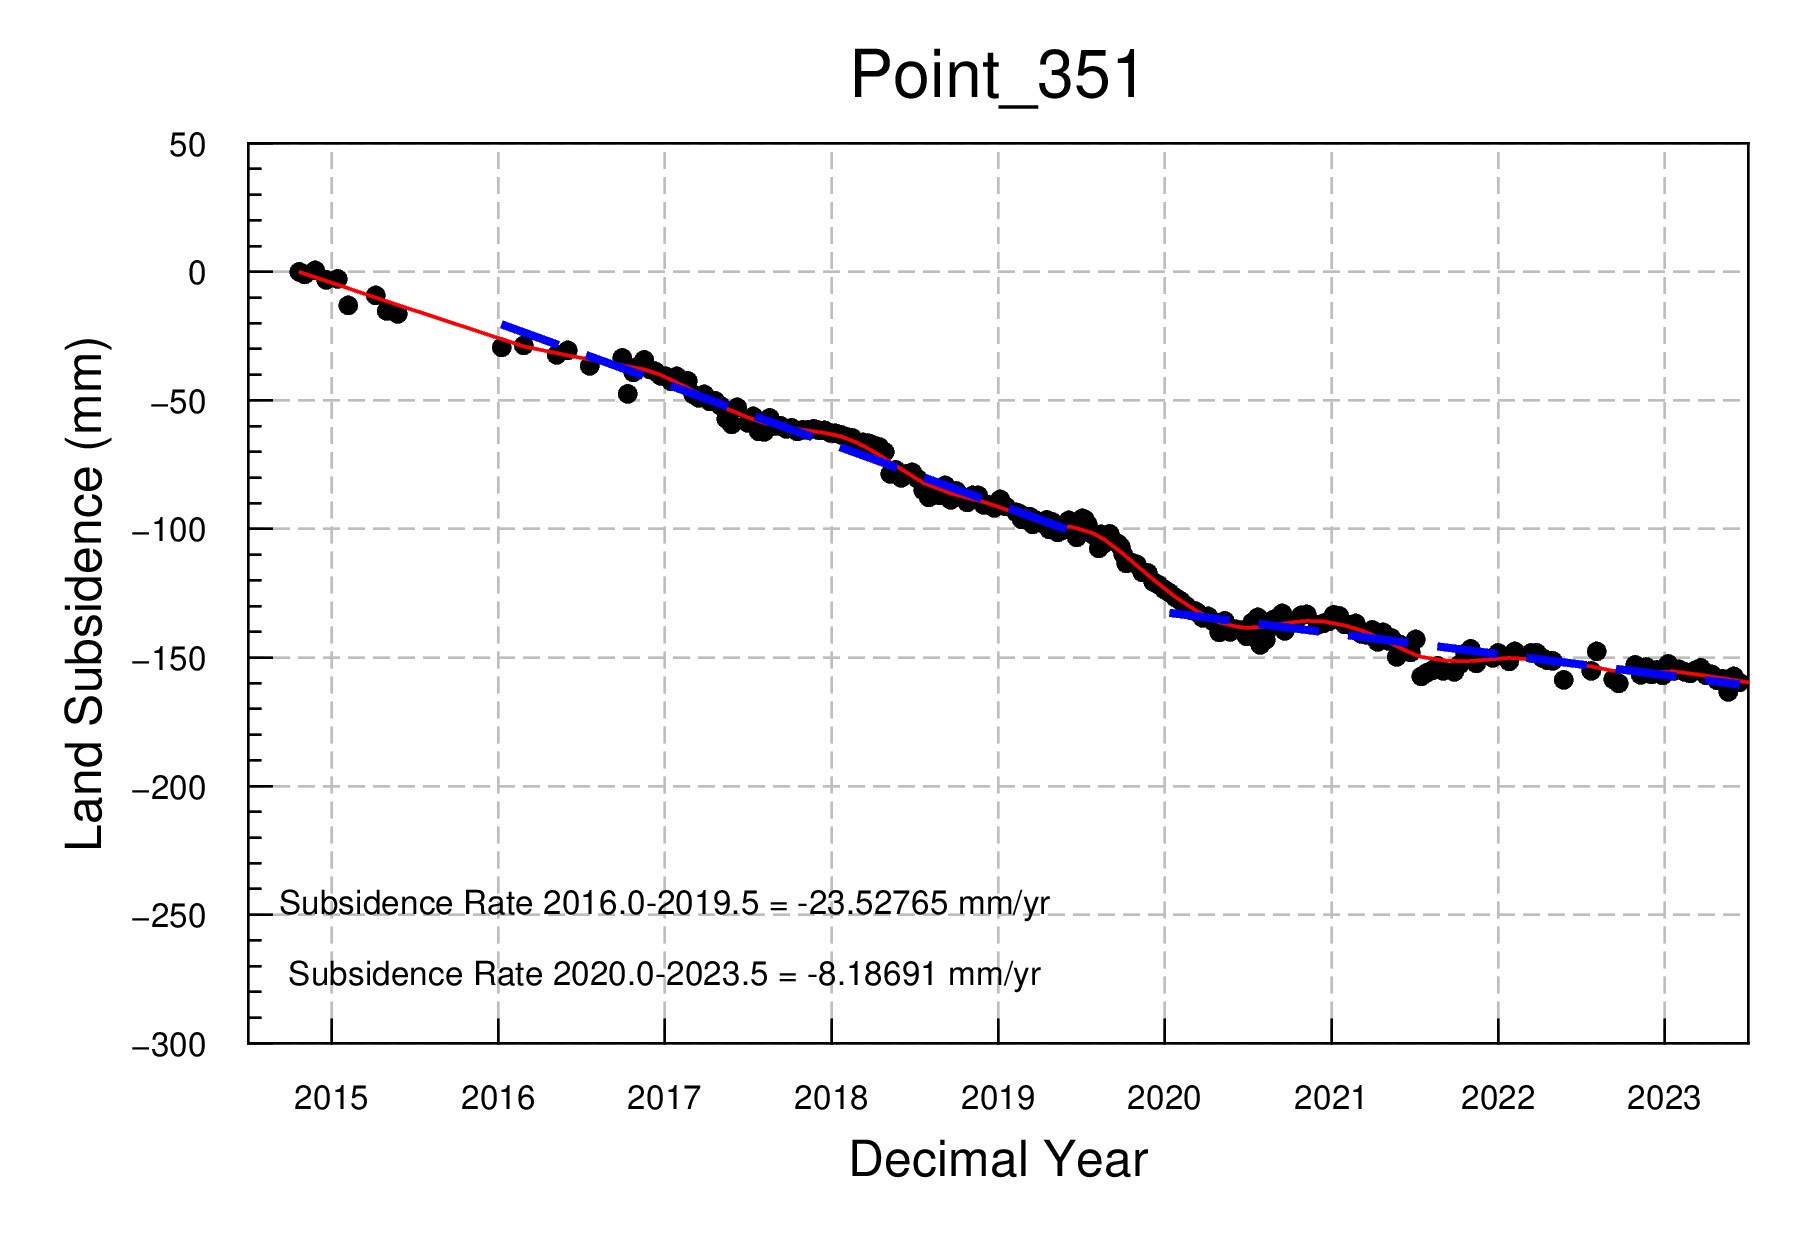 Point_351
50
0
−50
−100
−150
−200
−250
−300
Land Subsidence (mm)
Subsidence Rate 2016.0-2019.5 = -23.52765 mm/yr
Subsidence Rate 2020.0-2023.5 = -8.18691 mm/yr
2015 2016 2017 2018 2019 2020 2021 2022 2023
Decimal Year